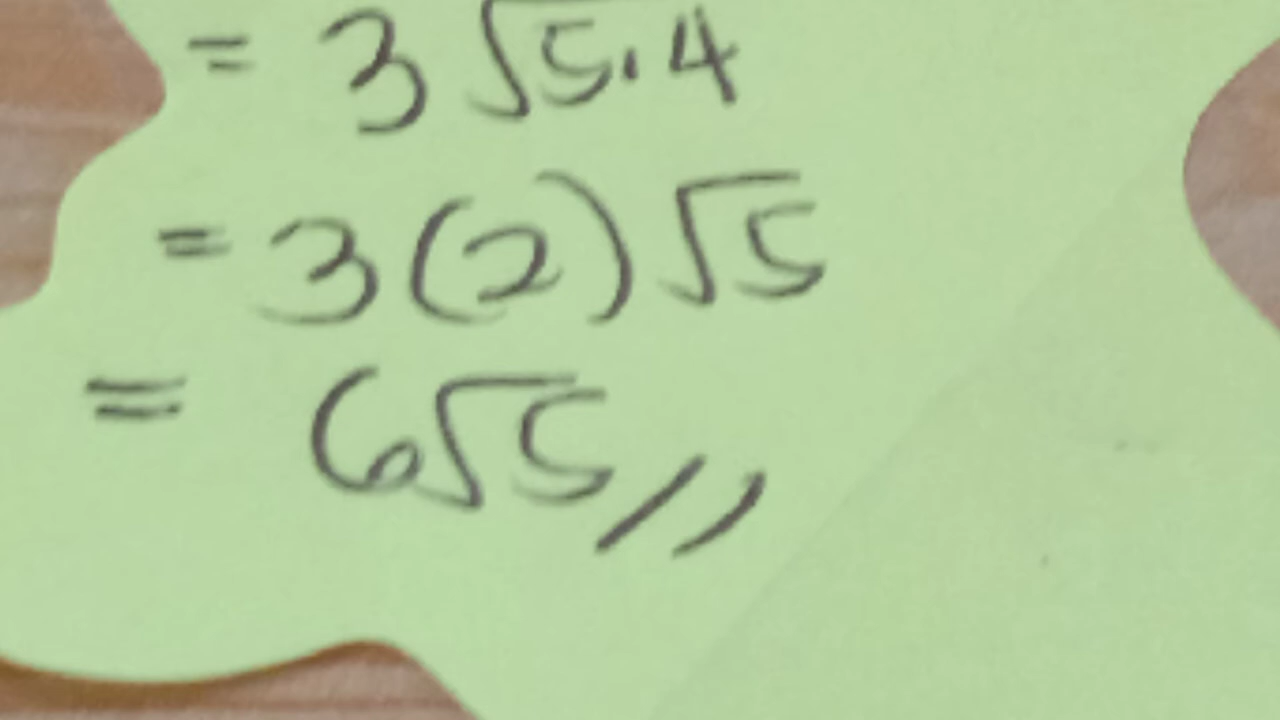 = 3√5.4
= 3(2)√5
= 6√5//